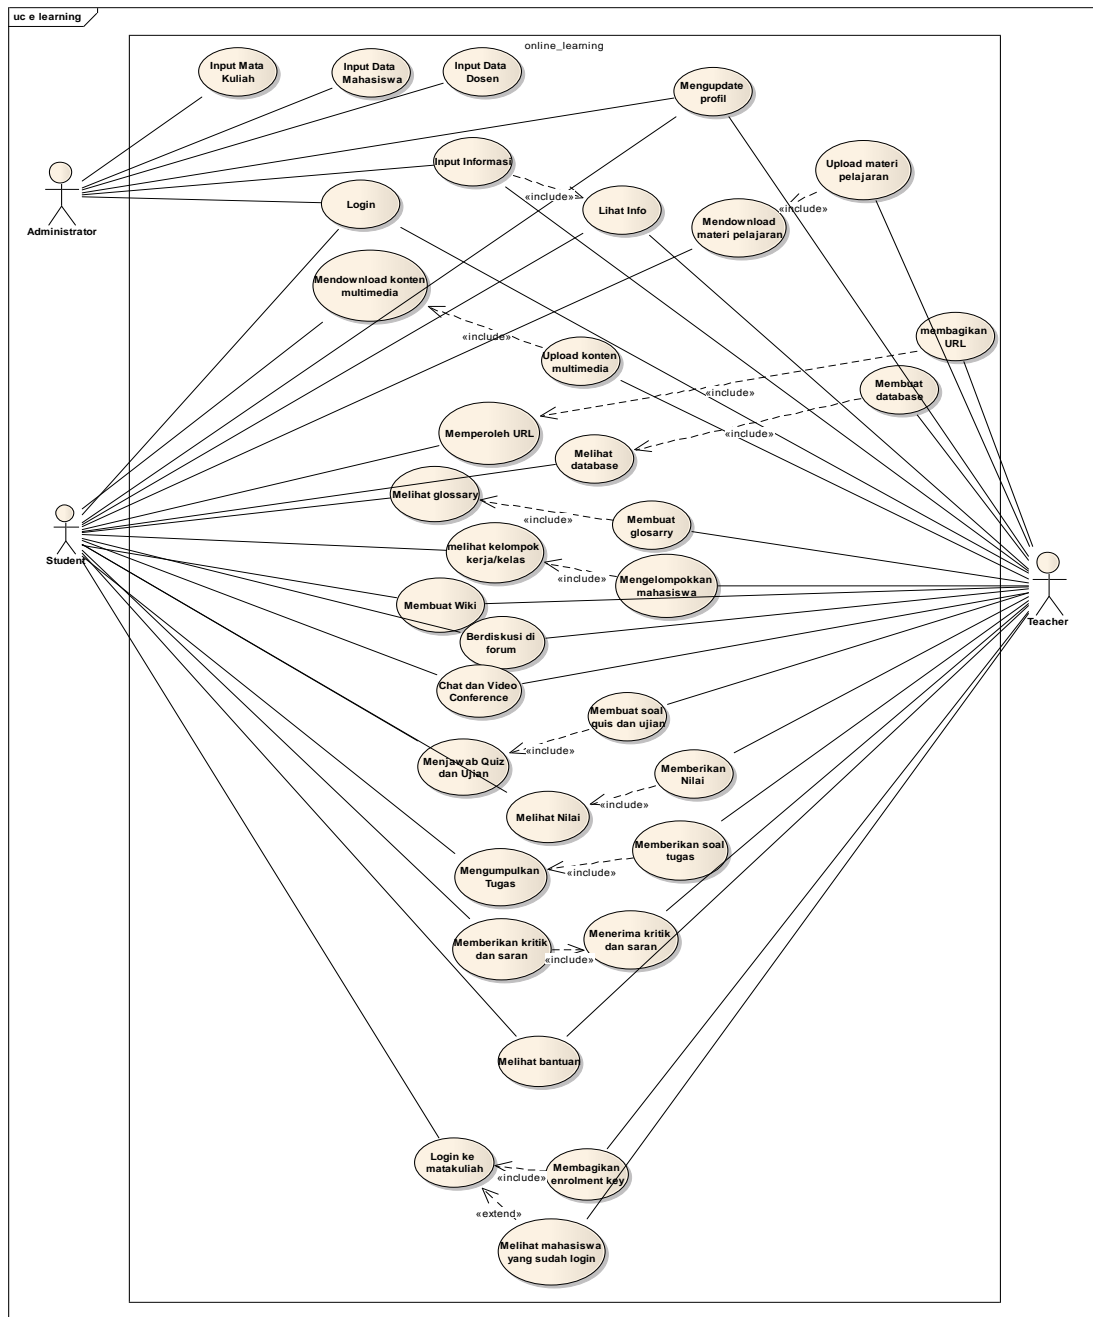 uc e learning
online_learning
Input Mata
Kuliah
Input Data
Mahasiswa
Input Data
Dosen
Mengupdate
profil
Input Informasi
Upload materi
pelajaran
Administrator
Login
«include»
Lihat Info
«include»
Mendownload
materi pelajaran
Mendownload konten
multimedia
«include»
Upload konten
multimedia
membagikan
URL
«include»
Membuat
database
Memperoleh URL
«include»
Melihat
database
Melihat glossary
«include»
Membuat
glosarry
Student
melihat kelompok
kerja/kelas
«include»
Mengelompokkan
mahasiswa
Teacher
Membuat Wiki
Berdiskusi di
forum
Chat dan Video
Conference
Membuat soal
quis dan ujian
«include»
Menjawab Quiz
dan Ujian
Memberikan
Nilai
«include»
Melihat Nilai
Memberikan soal
tugas
«include»
Mengumpulkan
Tugas
Memberikan kritik
dan saran
«include»
Menerima kritik
dan saran
Melihat bantuan
Login ke
matakuliah
«include»
Membagikan
enrolment key
«extend»
Melihat mahasiswa
yang sudah login